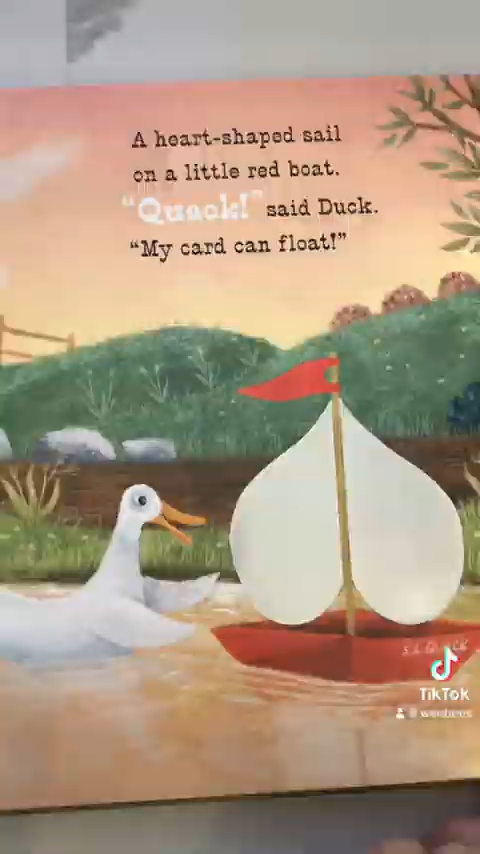 A heart-shaped sail
on a little red boat.
“Quack!” said Duck.
“My card can float!”
TikTok